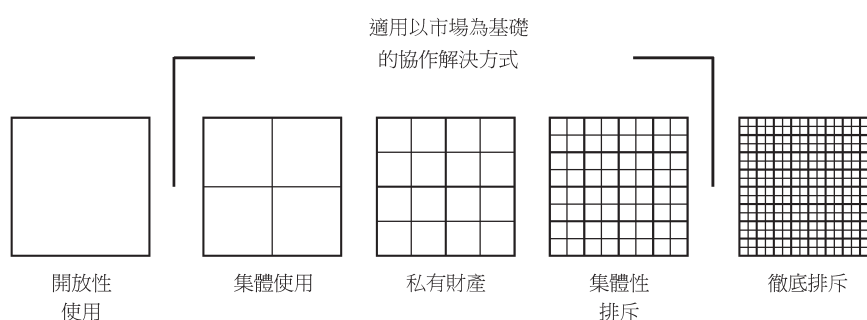 適用以市場為基礎
的協作解決方式
開放性
使用
集體使用
私有財產
集體性
排斥
徹底排斥